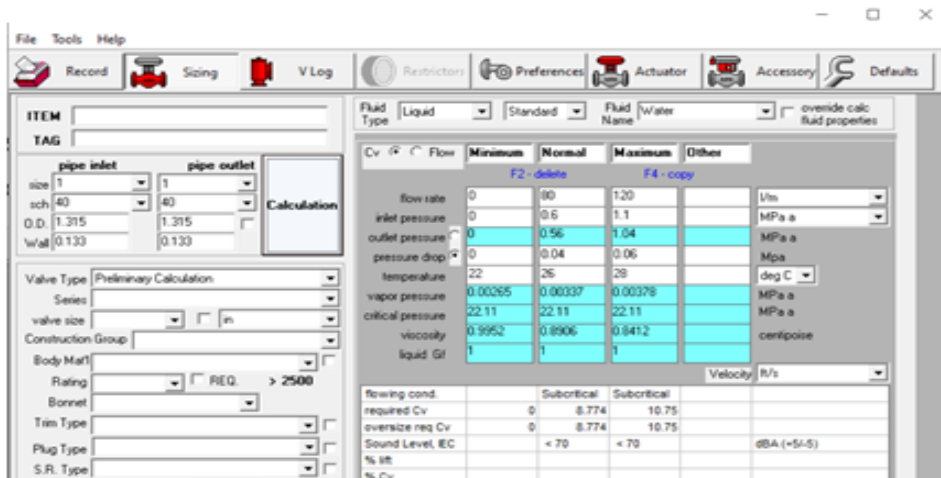 File Tools Help
Record Sizing V Log Restrictors Preferences Actuator Accessory Defaults
ITEM
TAG
pipe inlet pipe outlet
size 1 1
sch 40 40
O.D. 1.315 1.315
Wall 0.133 0.133
Calculation
Valve Type Preliminary Calculation
Series
valve size in
Construction Group
Body Mat'l
Rating REQ. > 2500
Bonnet
Trim Type
Plug Type
S.R. Type
Fluid Type Liquid Standard Fluid Name Water override calc fluid properties
Cv Flow Minimum Normal Maximum Other
F2 - delete F4 - copy
flow rate 0 80 120 l/m
inlet pressure 0 0.6 1.1 MPa a
outlet pressure 0 0.56 1.04 MPa a
pressure drop 0 0.04 0.06 Mpa
temperature 22 26 28 deg C
vapor pressure 0.00265 0.00337 0.00378 MPa a
critical pressure 22.11 22.11 22.11 MPa a
viscosity 0.9952 0.8906 0.8412 centipoise
liquid Gf 1 1 1
Velocity ft/s
flowing cond. Subcritical Subcritical
required Cv 0 8.774 10.75
oversize req Cv 0 8.774 10.75
Sound Level, IEC < 70 < 70 dBA (+5/-5)
% lift
% Cv